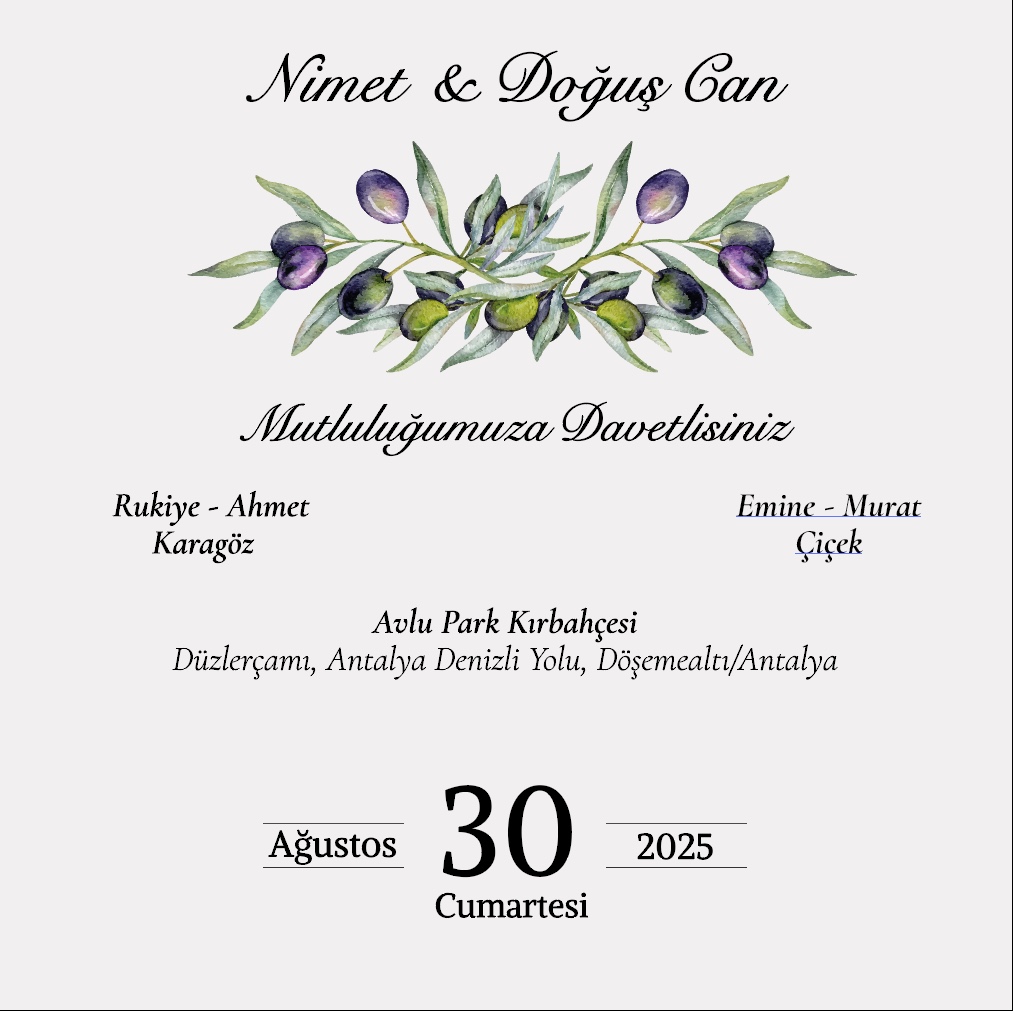 Nimet & Doğuş Can
Mutluluğumuza Davetlisiniz
Rukiye - Ahmet
Karagöz
Emine - Murat
Çiçek
Avlu Park Kırbahçesi
Düzlerçamı, Antalya Denizli Yolu, Döşemealtı/Antalya
Ağustos 30 2025
Cumartesi